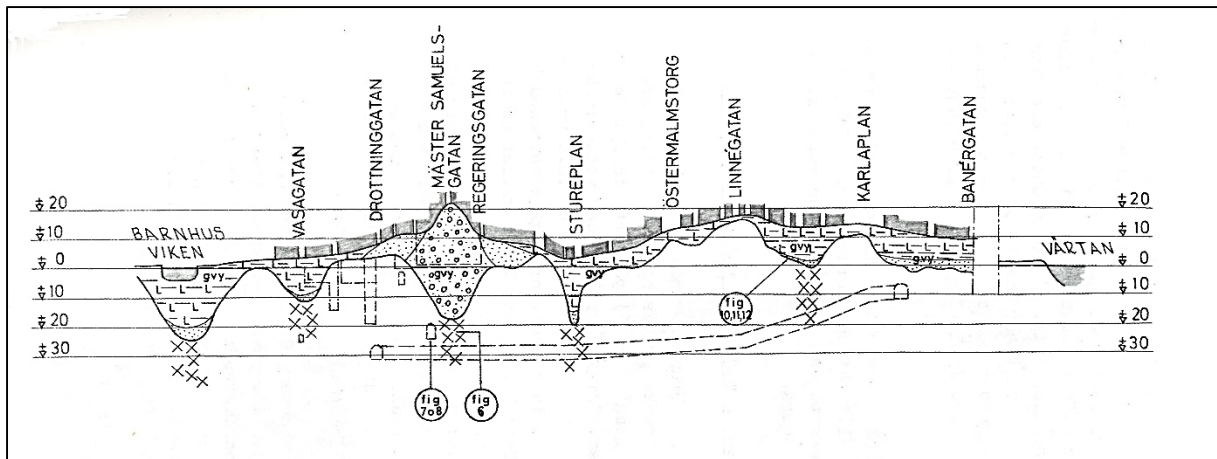 BARNHUS
VIKEN
VASAGATAN
DROTTNINGGATAN
MÄSTER SAMUELS-
GATAN
REGERINGSGATAN
STUREPLAN
ÖSTERMALMSTORG
LINNÉGATAN
KARLAPLAN
BANÉRGATAN
VÄRTAN
± 20
± 10
± 0
± 10
± 20
± 30
± 20
± 10
± 0
± 10
± 20
± 30
gvy
gvy
gvy
gvy
gvy
L L L
fig
7o8
fig
6
fig
10,11,12